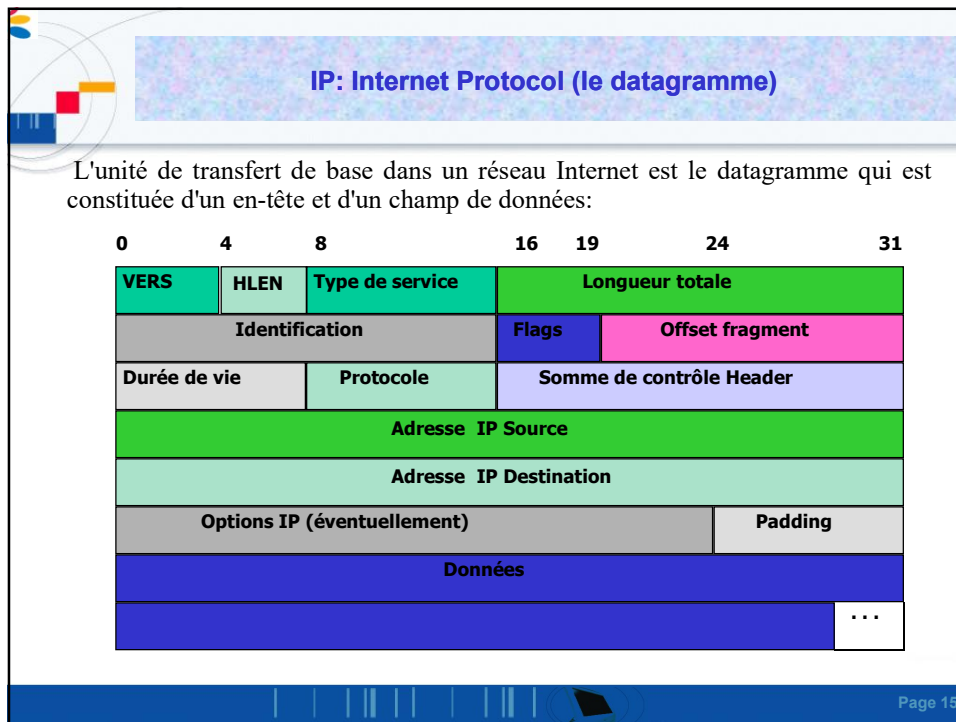 IP: Internet Protocol (le datagramme)
L'unité de transfert de base dans un réseau Internet est le datagramme qui est
constituée d'un en-tête et d'un champ de données:
0 4 8 16 19 24 31
VERS HLEN Type de service Longueur totale
Identification Flags Offset fragment
Durée de vie Protocole Somme de contrôle Header
Adresse IP Source
Adresse IP Destination
Options IP (éventuellement) Padding
Données
...
Page 15